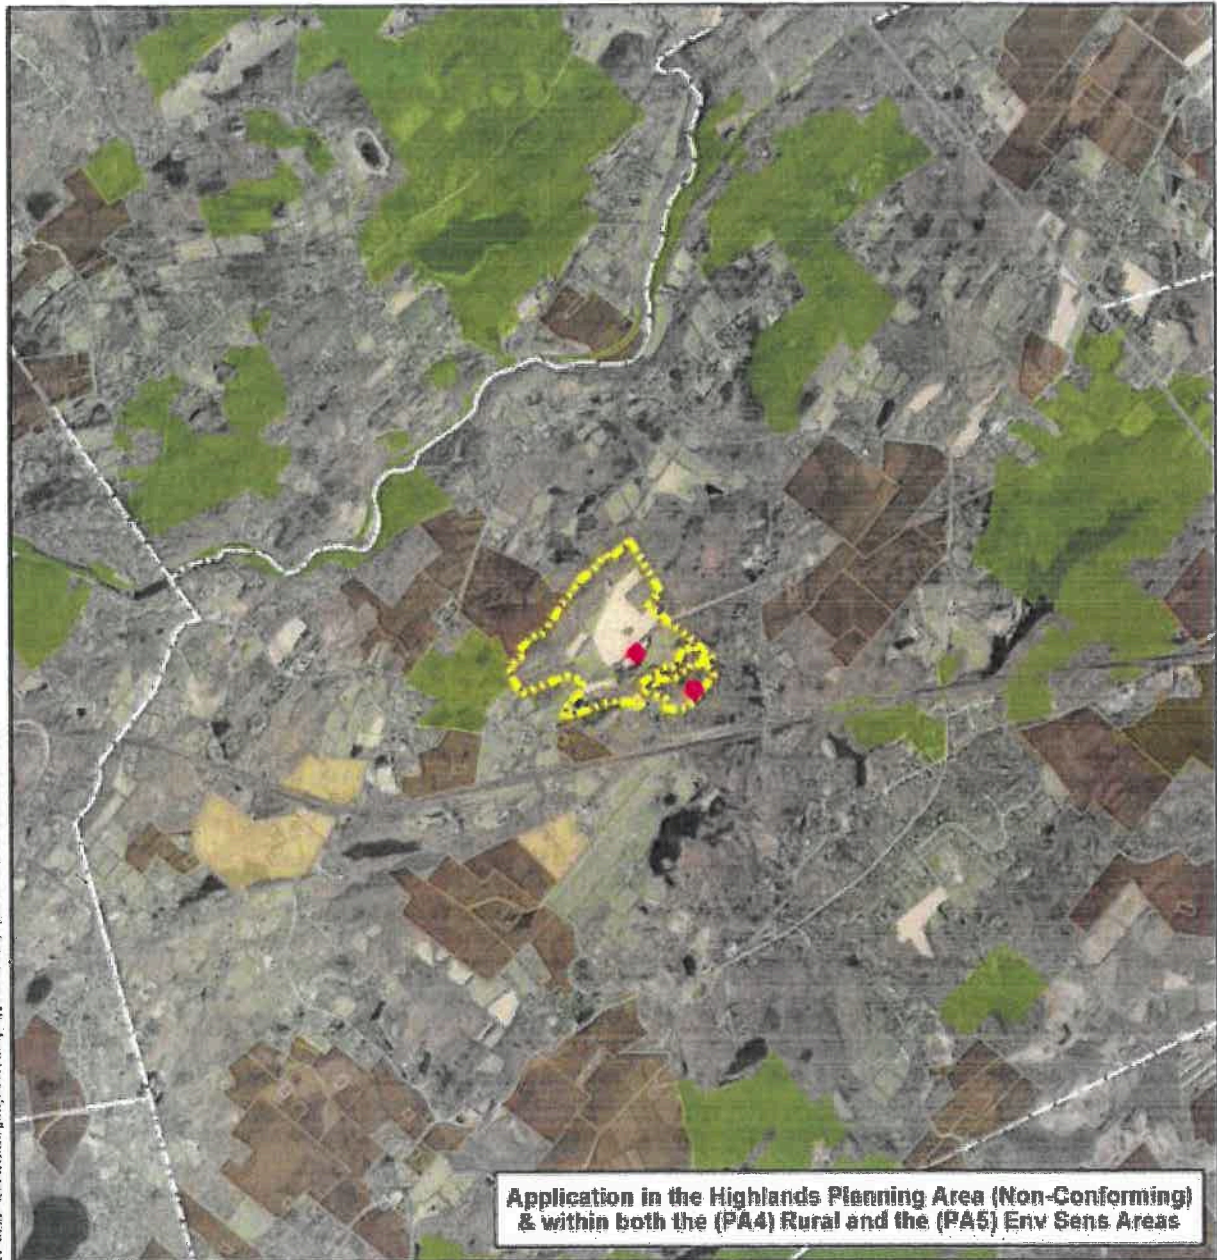 Application in the Highlands Planning Area (Non-Conforming)
& within both the (PA4) Rural and the (PA5) Env Sens Areas